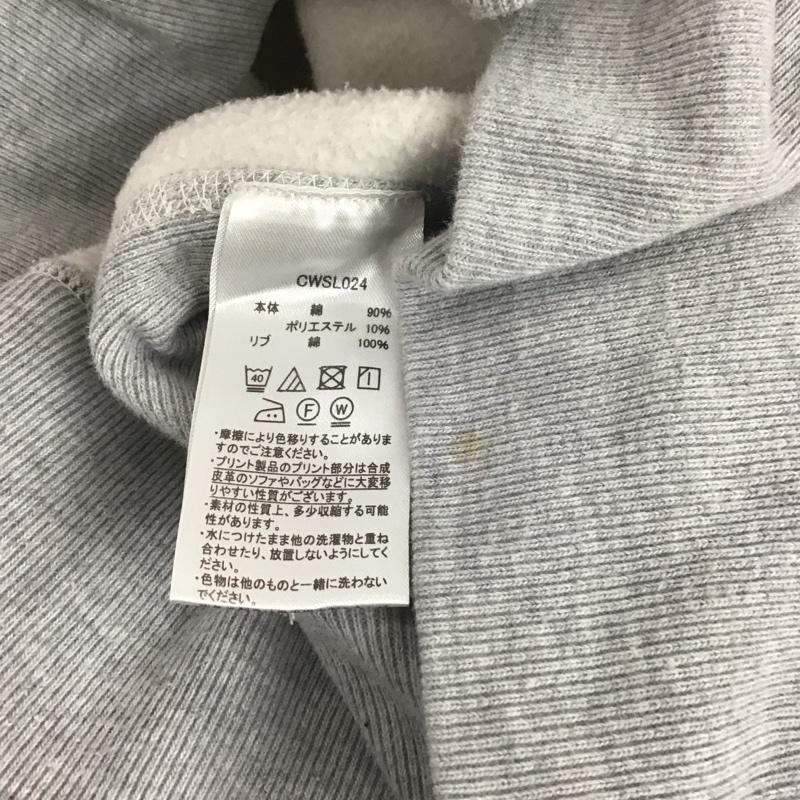 CWSL024
本体 綿 90%
ポリエステル 10%
リブ 綿 100%
40
F W
・摩擦により色移りすることがありま
すのでご注意ください。
・プリント製品のプリント部分は合成
皮革のソファやバッグなどに大変移
りやすい性質がございます。
・素材の性質上、多少収縮する可能
性があります。
・水につけたまま他の洗濯物と重ね
合わせたり、放置しないようにしてく
ださい。
・色物は他のものと一緒に洗わない
でください。